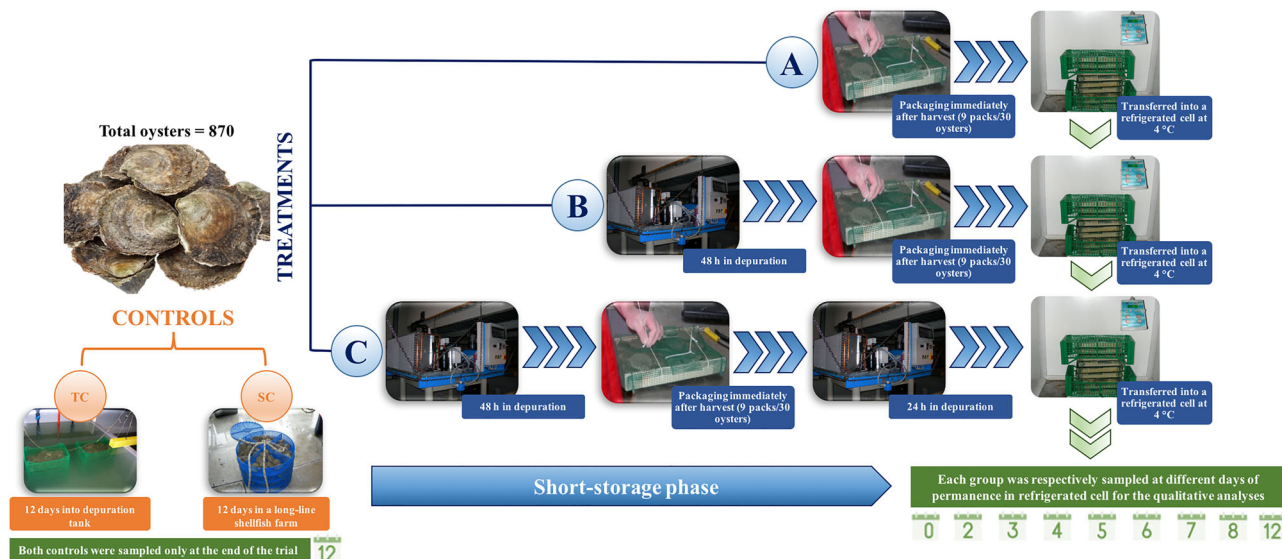 Total oysters = 870
TREATMENTS
CONTROLS
TC
SC
12 days into depuration
tank
12 days in a long-line
shellfish farm
Both controls were sampled only at the end of the trial
12
A
Packaging immediately
after harvest (9 packs/30
oysters)
Transferred into a
refrigerated cell at
4 °C
B
48 h in depuration
Packaging immediately
after harvest (9 packs/30
oysters)
Transferred into a
refrigerated cell at
4 °C
C
48 h in depuration
Packaging immediately
after harvest (9 packs/30
oysters)
24 h in depuration
Transferred into a
refrigerated cell at
4 °C
Short-storage phase
Each group was respectively sampled at different days of
permanence in refrigerated cell for the qualitative analyses
0 2 3 4 5 6 7 8 12